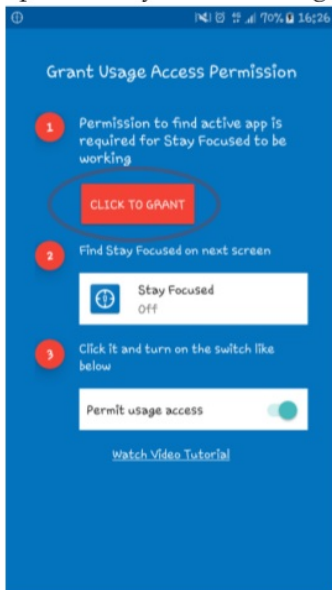 70% 16:26
Grant Usage Access Permission
1
Permission to find active app is
required for Stay Focused to be
working
CLICK TO GRANT
2
Find Stay Focused on next screen
Stay Focused
Off
3
Click it and turn on the switch like
below
Permit usage access
Watch Video Tutorial